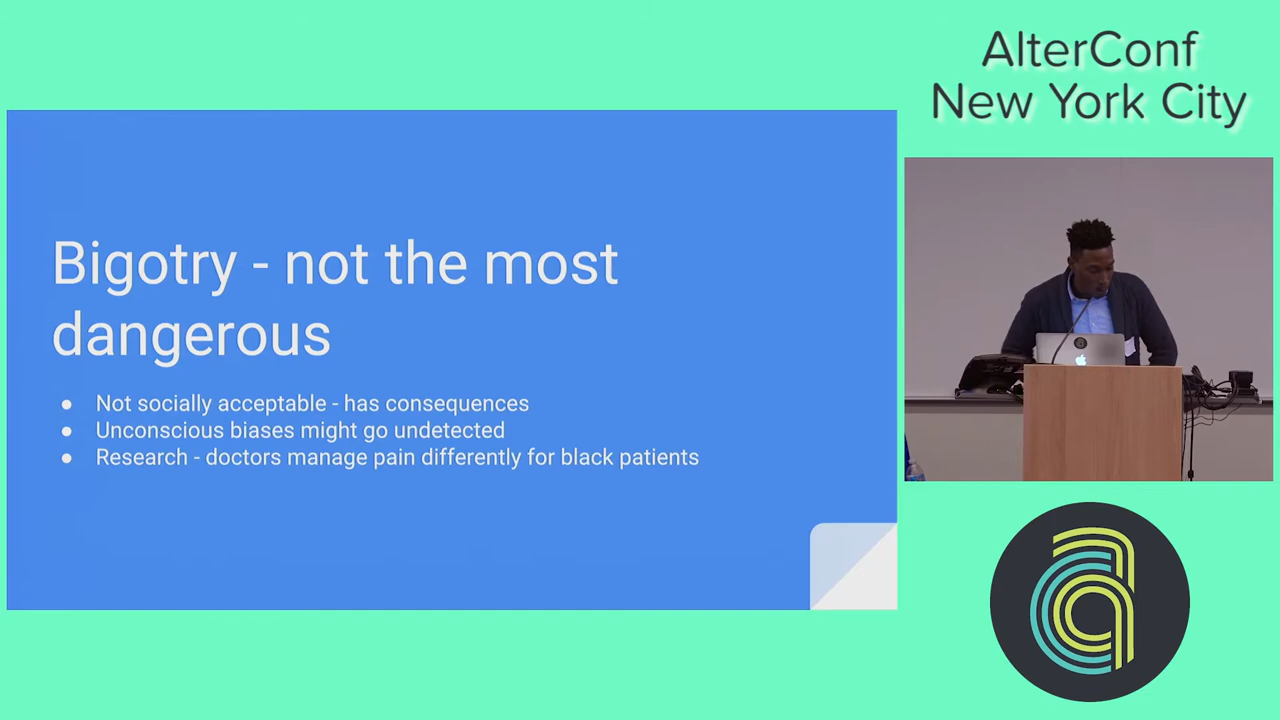 AlterConf
New York City
Bigotry - not the most
dangerous
● Not socially acceptable - has consequences
● Unconscious biases might go undetected
● Research - doctors manage pain differently for black patients